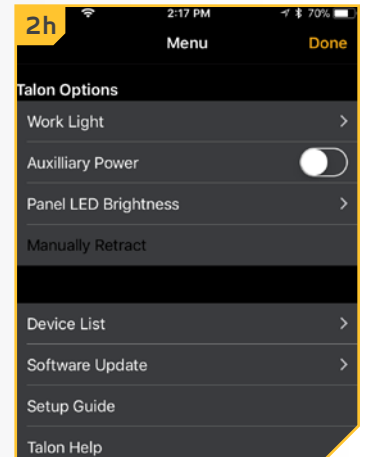 2h
2:17 PM 70%
Menu Done
Talon Options
Work Light
Auxilliary Power
Panel LED Brightness
Manually Retract
Device List
Software Update
Setup Guide
Talon Help